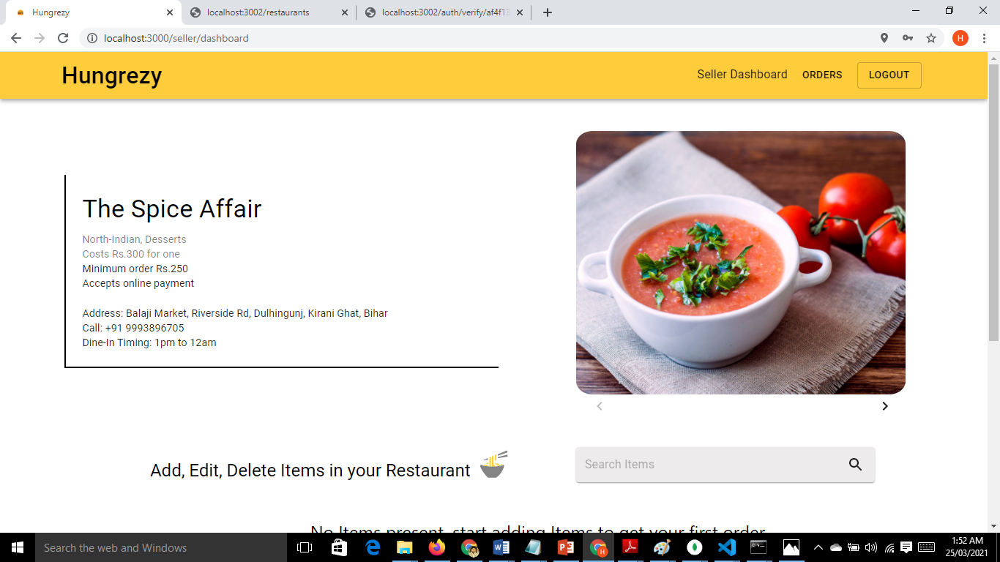 Hungrezy
localhost:3002/restaurants
localhost:3002/auth/verify/af4f13
localhost:3000/seller/dashboard
H
Hungrezy
Seller Dashboard
ORDERS
LOGOUT
The Spice Affair
North-Indian, Desserts
Costs Rs.300 for one
Minimum order Rs.250
Accepts online payment
Address: Balaji Market, Riverside Rd, Dulhingunj, Kirani Ghat, Bihar
Call: +91 9993896705
Dine-In Timing: 1pm to 12am
Add, Edit, Delete Items in your Restaurant
Search Items
No Items present, start adding Items to get your first order
Search the web and Windows
1:52 AM
25/03/2021